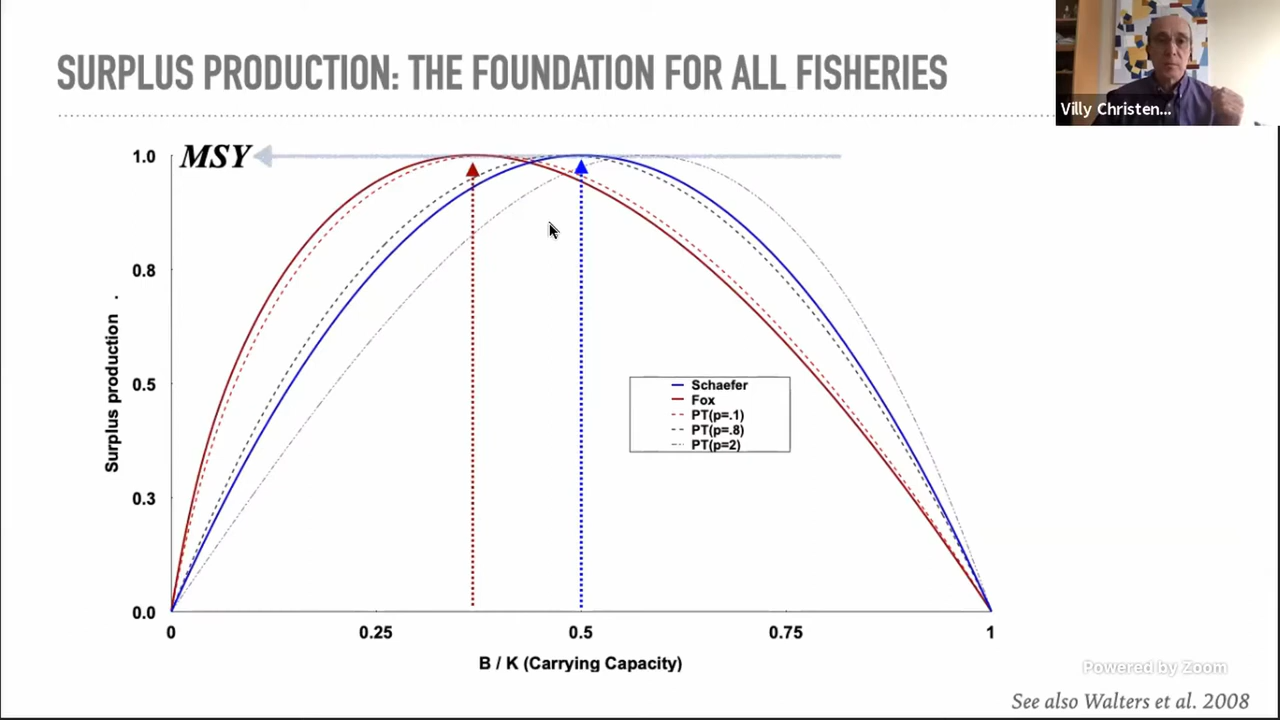 SURPLUS PRODUCTION: THE FOUNDATION FOR ALL FISHERIES
Villy Christen...
MSY
1.0
0.8
0.5
0.3
0.0
Surplus production .
Schaefer
Fox
PT(p=.1)
PT(p=.8)
PT(p=2)
0 0.25 0.5 0.75 1
B / K (Carrying Capacity)
Powered by Zoom
See also Walters et al. 2008